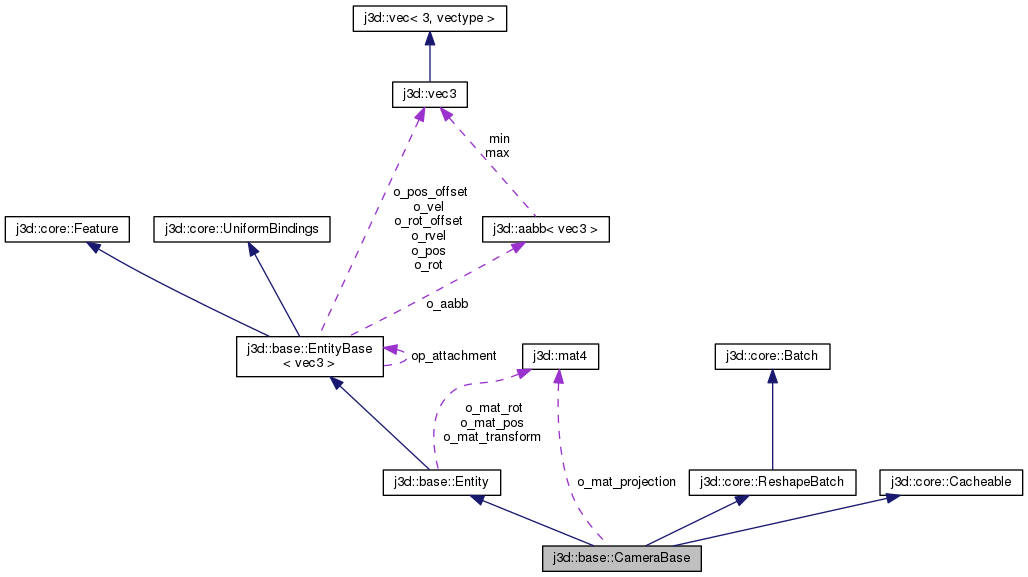 j3d::vec< 3, vectype >
j3d::vec3
min
max
o_pos_offset
o_vel
o_rot_offset
o_rvel
o_pos
o_rot
j3d::core::Feature
j3d::core::UniformBindings
j3d::aabb< vec3 >
o_aabb
j3d::base::EntityBase
< vec3 >
op_attachment
j3d::mat4
j3d::core::Batch
o_mat_rot
o_mat_pos
o_mat_transform
j3d::base::Entity
o_mat_projection
j3d::core::ReshapeBatch
j3d::core::Cacheable
j3d::base::CameraBase